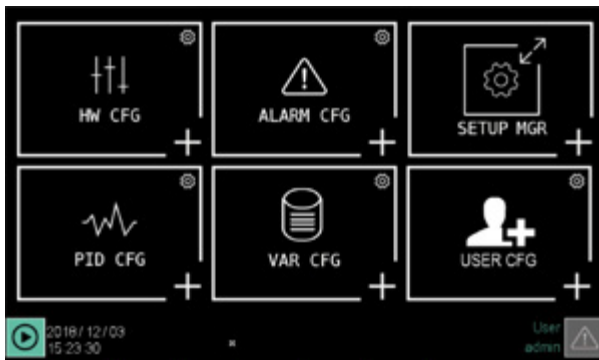 HW CFG
ALARM CFG
SETUP MGR
PID CFG
VAR CFG
USER CFG
2018/12/03
15:23:30
User
admin